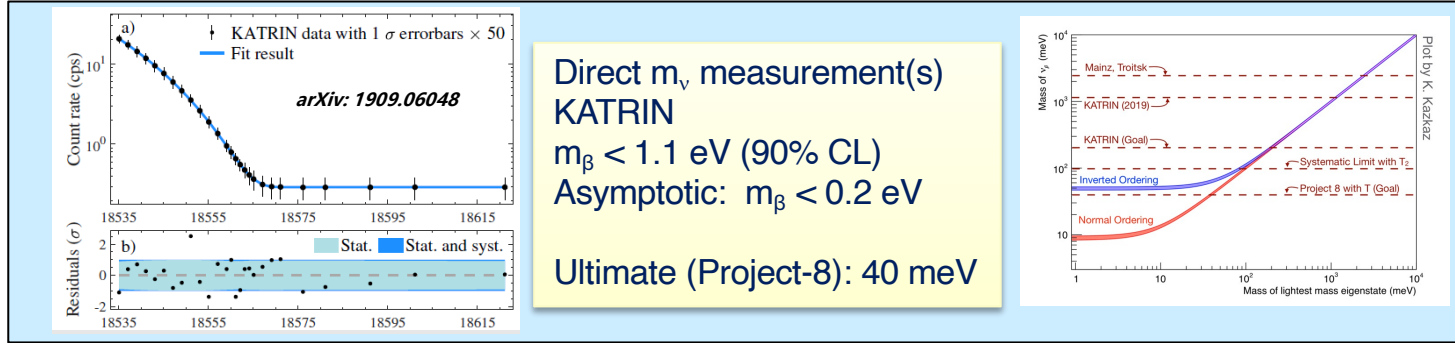 a)
KATRIN data with 1 σ errorbars × 50
Fit result
arXiv: 1909.06048
Count rate (cps)
10¹
10⁰
18535 18555 18575 18595 18615
b)
Stat. Stat. and syst.
Residuals (σ)
2
0
-2
18535 18555 18575 18595 18615
Direct mᵥ measurement(s)
KATRIN
m_β < 1.1 eV (90% CL)
Asymptotic: m_β < 0.2 eV
Ultimate (Project-8): 40 meV
Mass of ν_β (meV)
10⁴
10³
10²
10
Mainz, Troitsk
KATRIN (2019)
KATRIN (Goal)
Systematic Limit with T₂
Inverted Ordering
Project 8 with T (Goal)
Normal Ordering
1 10 10² 10³ 10⁴
Mass of lightest mass eigenstate (meV)
Plot by K. Kazkaz